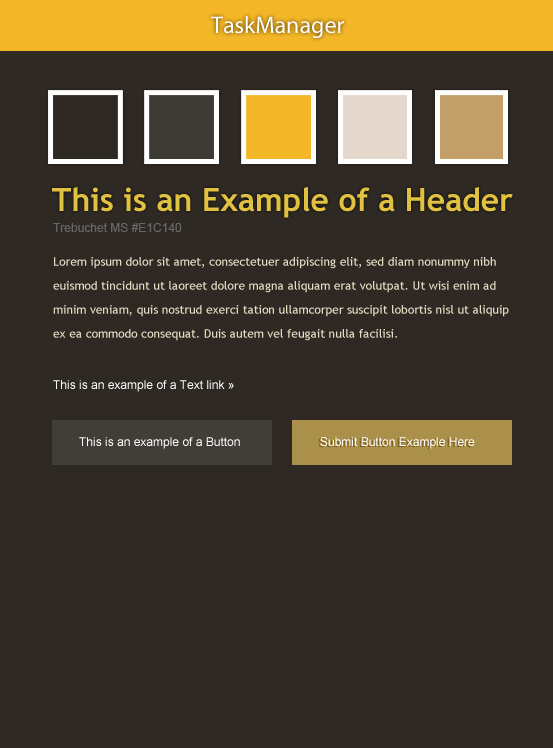 TaskManager
This is an Example of a Header
Trebuchet MS #E1C140
Lorem ipsum dolor sit amet, consectetuer adipiscing elit, sed diam nonummy nibh
euismod tincidunt ut laoreet dolore magna aliquam erat volutpat. Ut wisi enim ad
minim veniam, quis nostrud exerci tation ullamcorper suscipit lobortis nisl ut aliquip
ex ea commodo consequat. Duis autem vel feugait nulla facilisi.
This is an example of a Text link »
This is an example of a Button
Submit Button Example Here